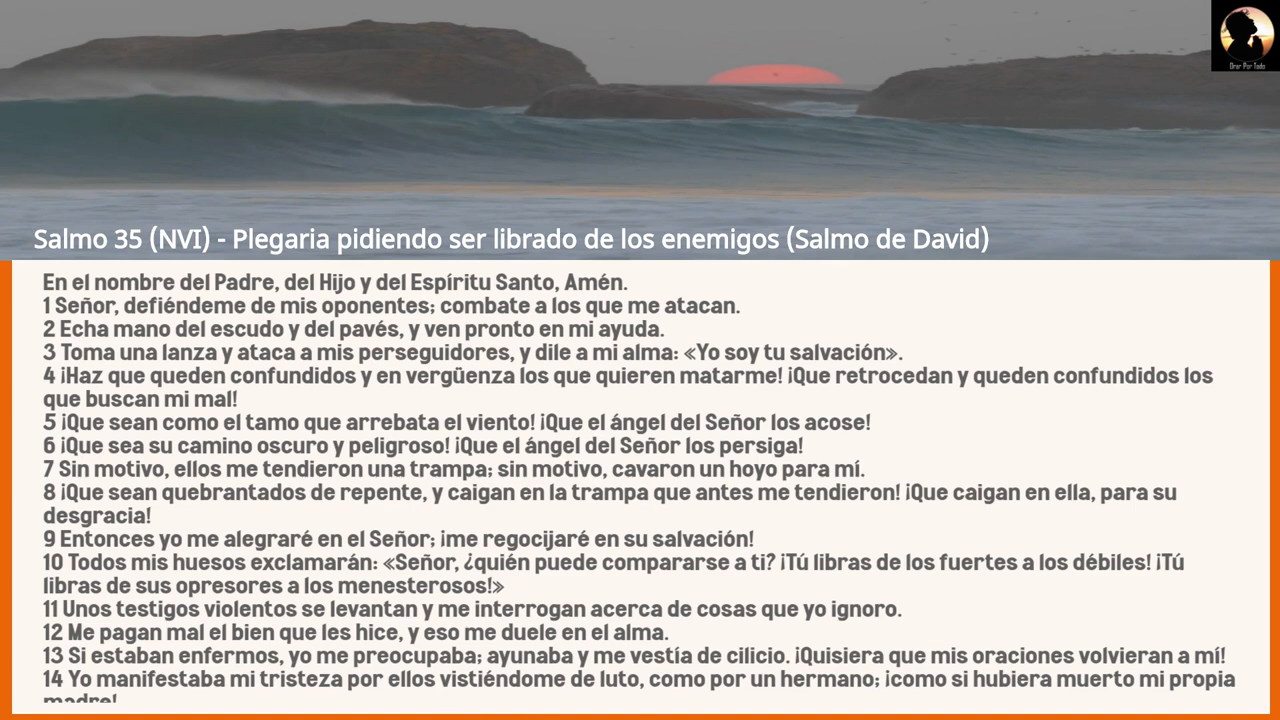 Orar Por Todo
Salmo 35 (NVI) - Plegaria pidiendo ser librado de los enemigos (Salmo de David)
En el nombre del Padre, del Hijo y del Espíritu Santo, Amén.
1 Señor, defiéndeme de mis oponentes; combate a los que me atacan.
2 Echa mano del escudo y del pavés, y ven pronto en mi ayuda.
3 Toma una lanza y ataca a mis perseguidores, y dile a mi alma: «Yo soy tu salvación».
4 ¡Haz que queden confundidos y en vergüenza los que quieren matarme! ¡Que retrocedan y queden confundidos los
que buscan mi mal!
5 ¡Que sean como el tamo que arrebata el viento! ¡Que el ángel del Señor los acose!
6 ¡Que sea su camino oscuro y peligroso! ¡Que el ángel del Señor los persiga!
7 Sin motivo, ellos me tendieron una trampa; sin motivo, cavaron un hoyo para mí.
8 ¡Que sean quebrantados de repente, y caigan en la trampa que antes me tendieron! ¡Que caigan en ella, para su
desgracia!
9 Entonces yo me alegraré en el Señor; ¡me regocijaré en su salvación!
10 Todos mis huesos exclamarán: «Señor, ¿quién puede compararse a ti? ¡Tú libras de los fuertes a los débiles! ¡Tú
libras de sus opresores a los menesterosos!»
11 Unos testigos violentos se levantan y me interrogan acerca de cosas que yo ignoro.
12 Me pagan mal el bien que les hice, y eso me duele en el alma.
13 Si estaban enfermos, yo me preocupaba; ayunaba y me vestía de cilicio. ¡Quisiera que mis oraciones volvieran a mí!
14 Yo manifestaba mi tristeza por ellos vistiéndome de luto, como por un hermano; ¡como si hubiera muerto mi propia
madre!